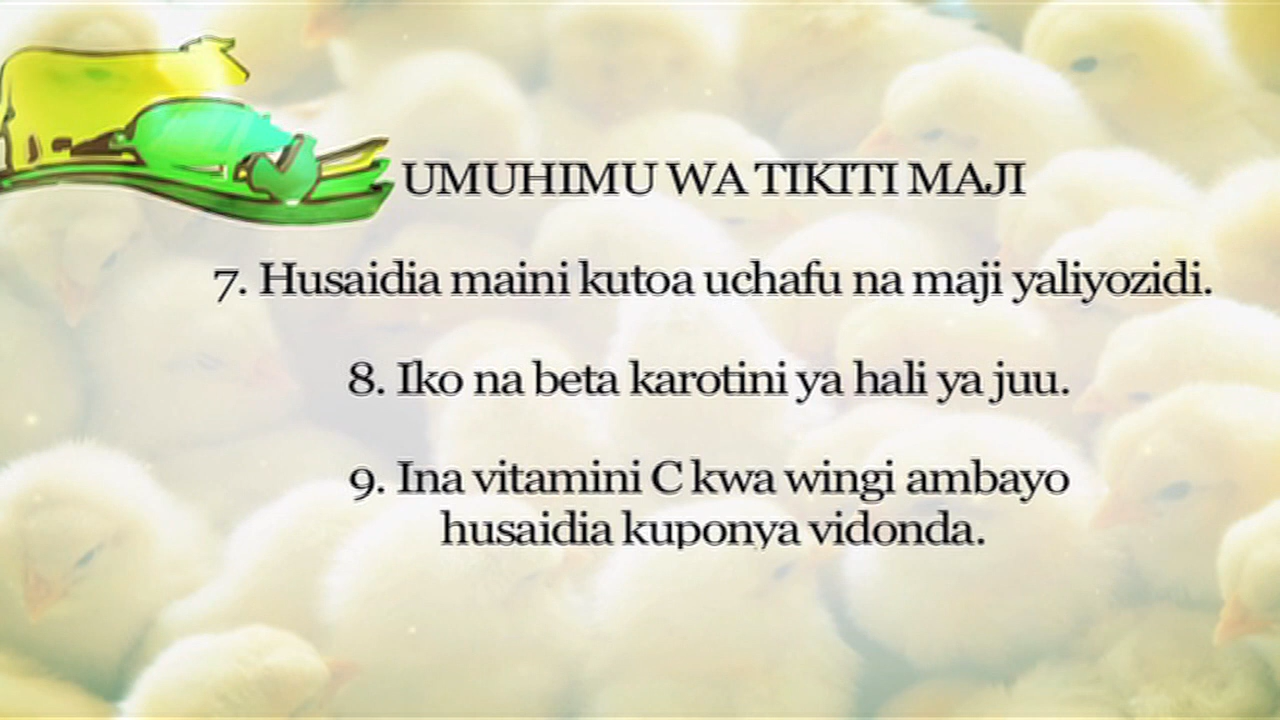 UMUHIMU WA TIKITI MAJI
7. Husaidia maini kutoa uchafu na maji yaliyozidi.
8. Iko na beta karotini ya hali ya juu.
9. Ina vitamini C kwa wingi ambayo
husaidia kuponya vidonda.